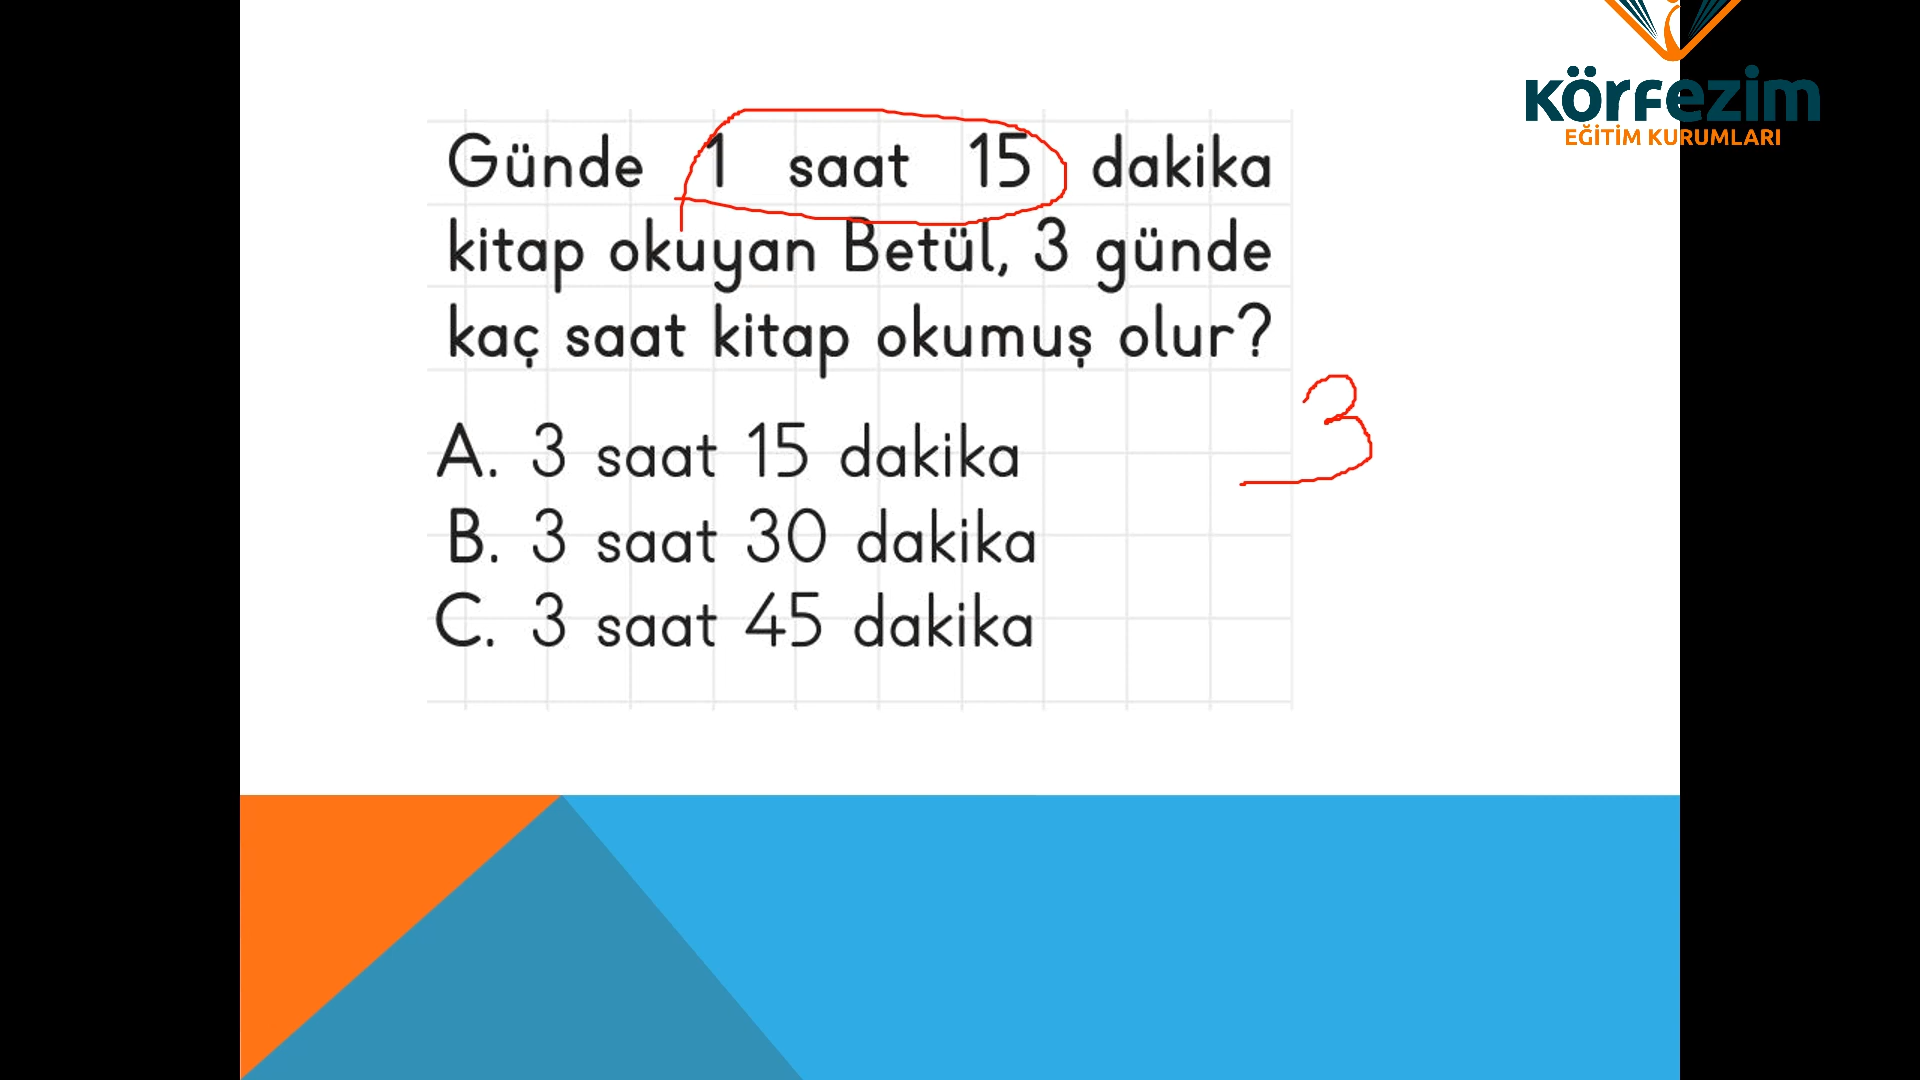 körfezim
EĞİTİM KURUMLARI
Günde 1 saat 15 dakika
kitap okuyan Betül, 3 günde
kaç saat kitap okumuş olur?
3
A. 3 saat 15 dakika
B. 3 saat 30 dakika
C. 3 saat 45 dakika